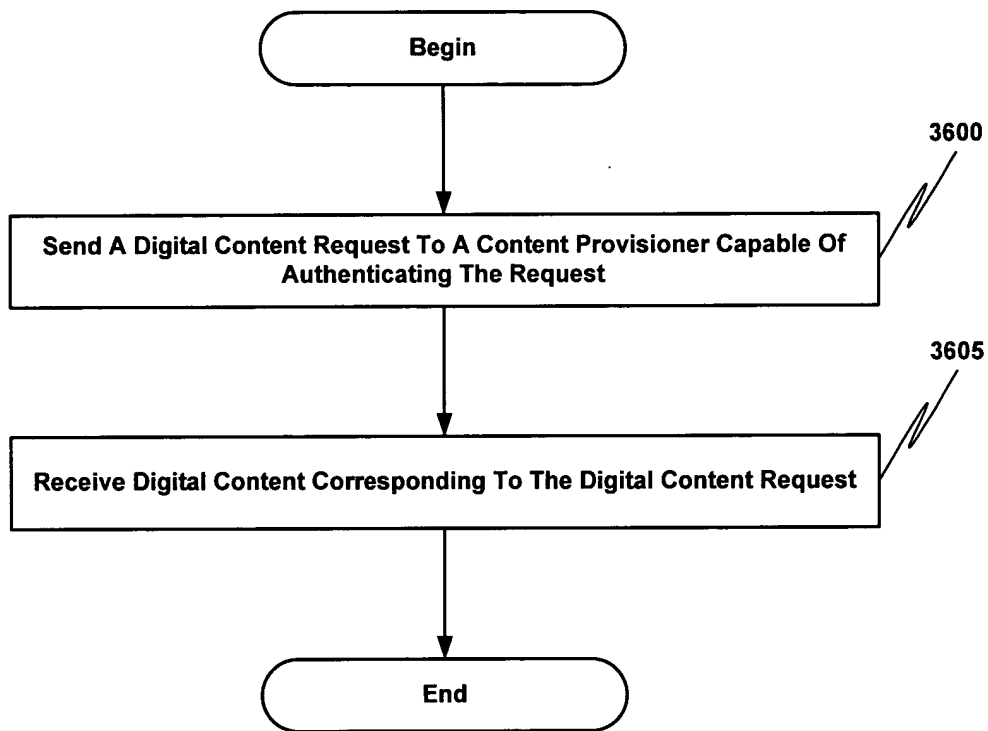 Begin
3600
Send A Digital Content Request To A Content Provisioner Capable Of
Authenticating The Request
3605
Receive Digital Content Corresponding To The Digital Content Request
End